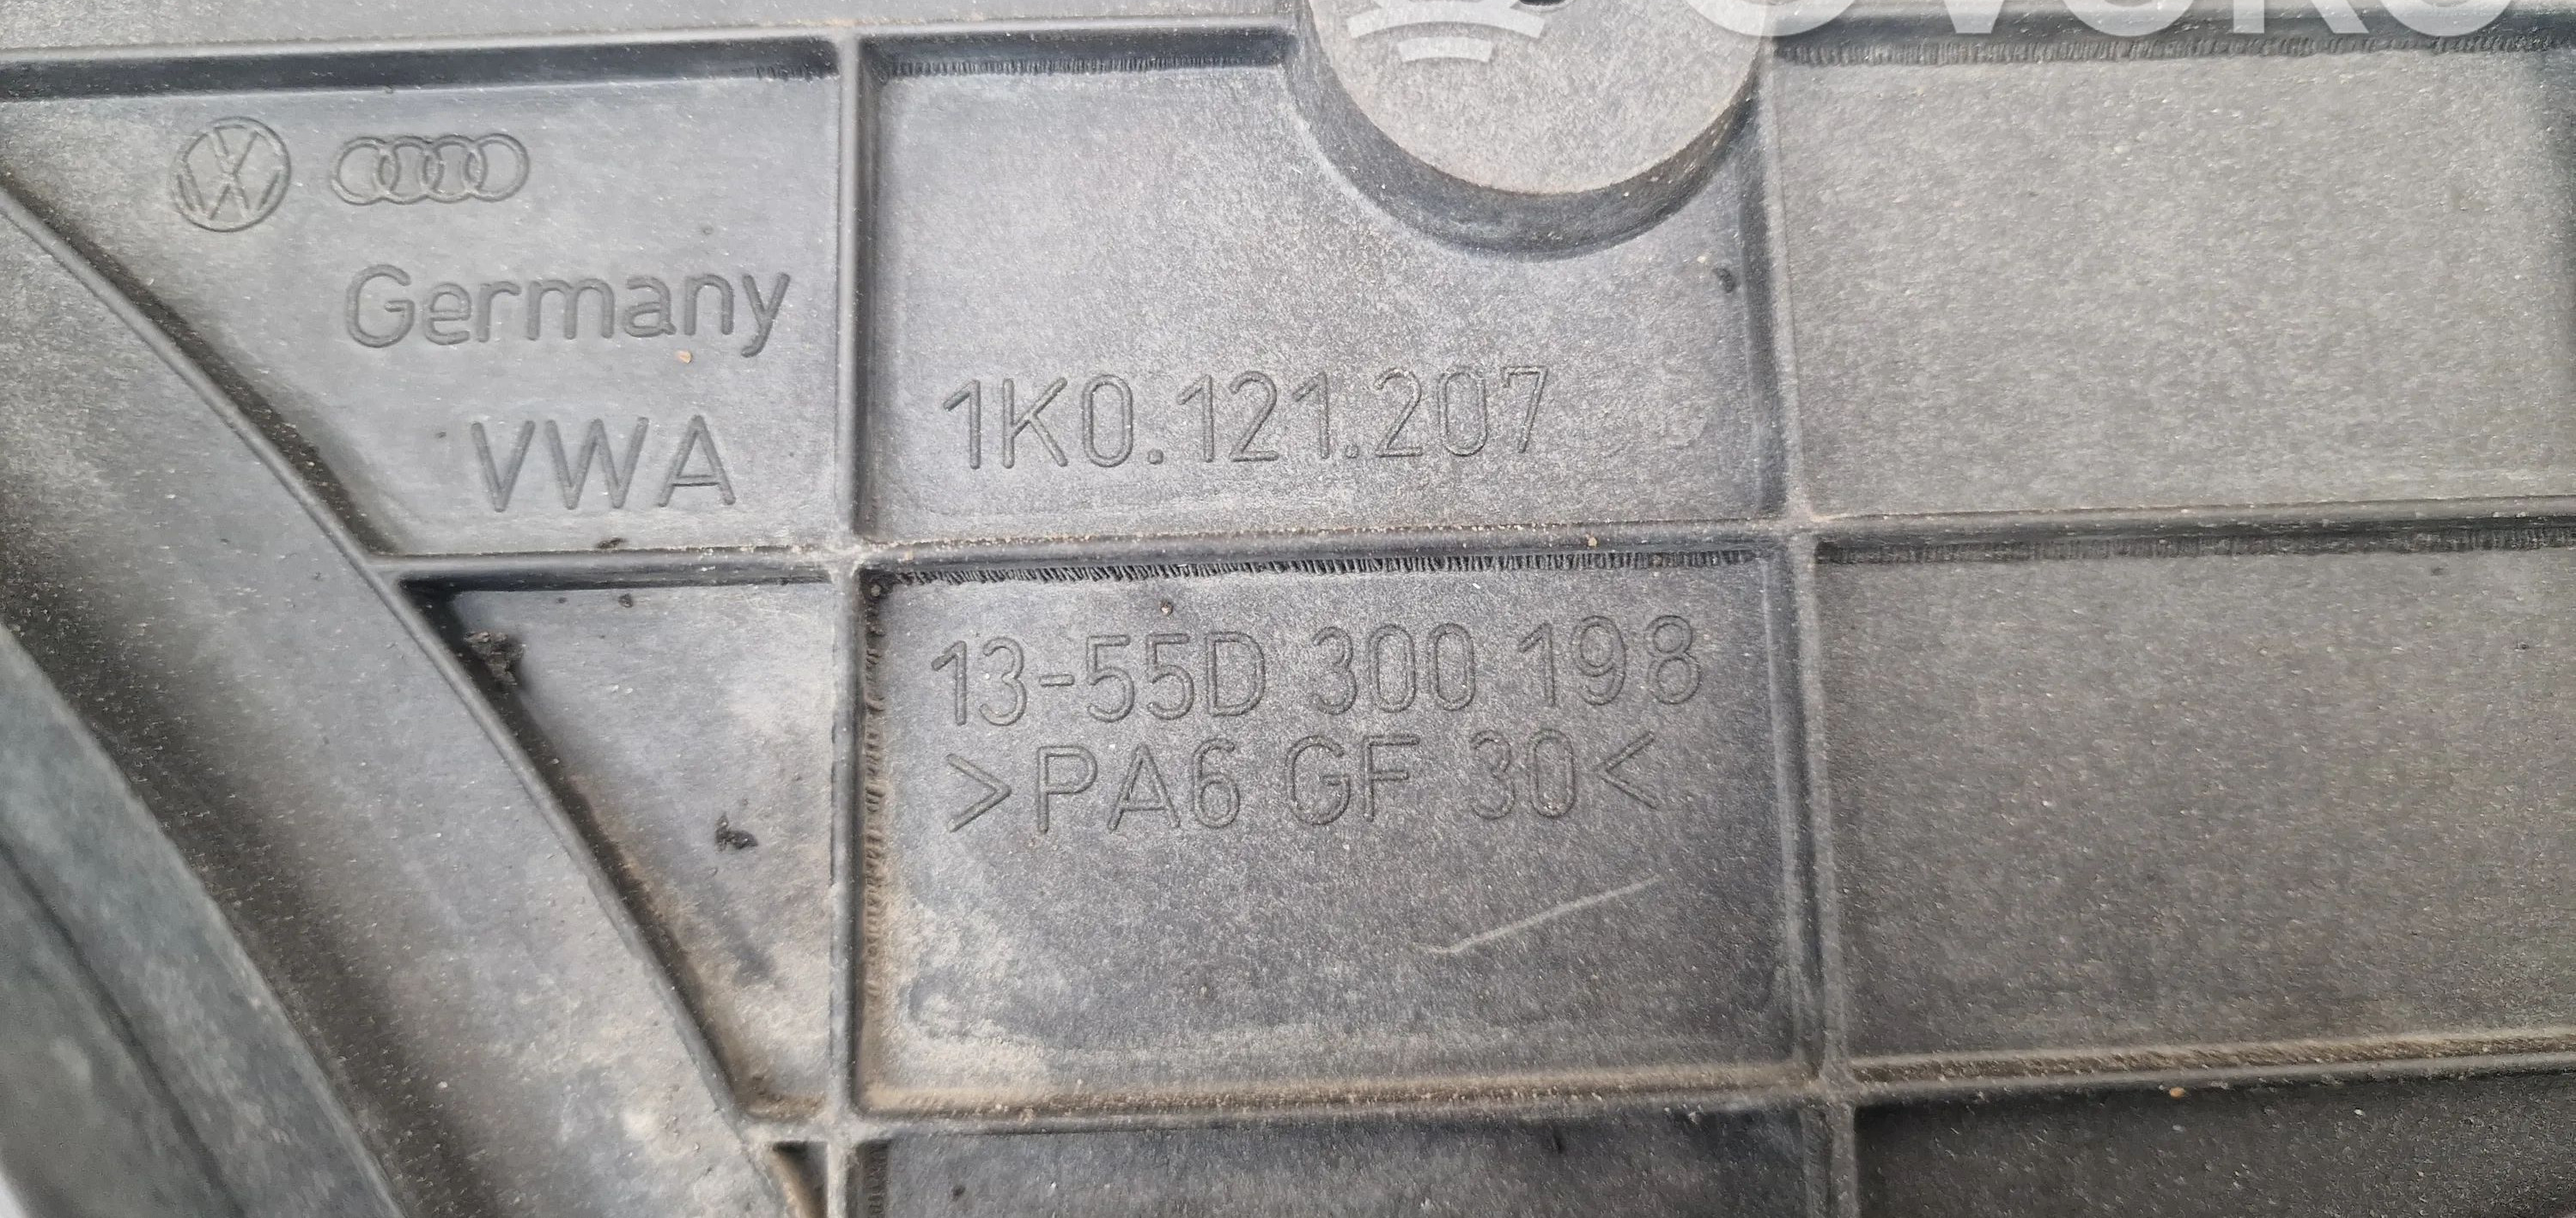 Germany
VWA
1K0.121.207
13-55D 300 198
>PA6 GF 30<